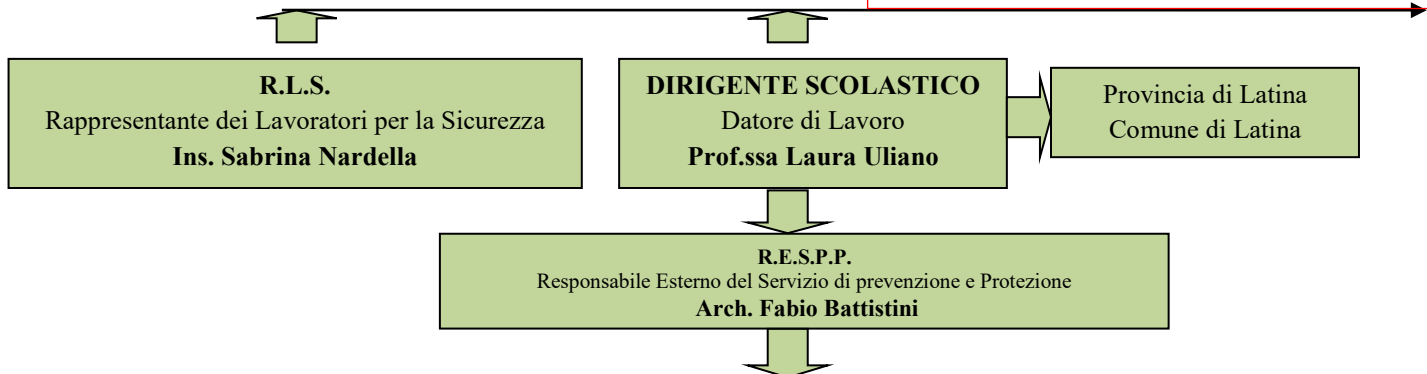 R.L.S.
Rappresentante dei Lavoratori per la Sicurezza
Ins. Sabrina Nardella
DIRIGENTE SCOLASTICO
Datore di Lavoro
Prof.ssa Laura Uliano
Provincia di Latina
Comune di Latina
R.E.S.P.P.
Responsabile Esterno del Servizio di prevenzione e Protezione
Arch. Fabio Battistini